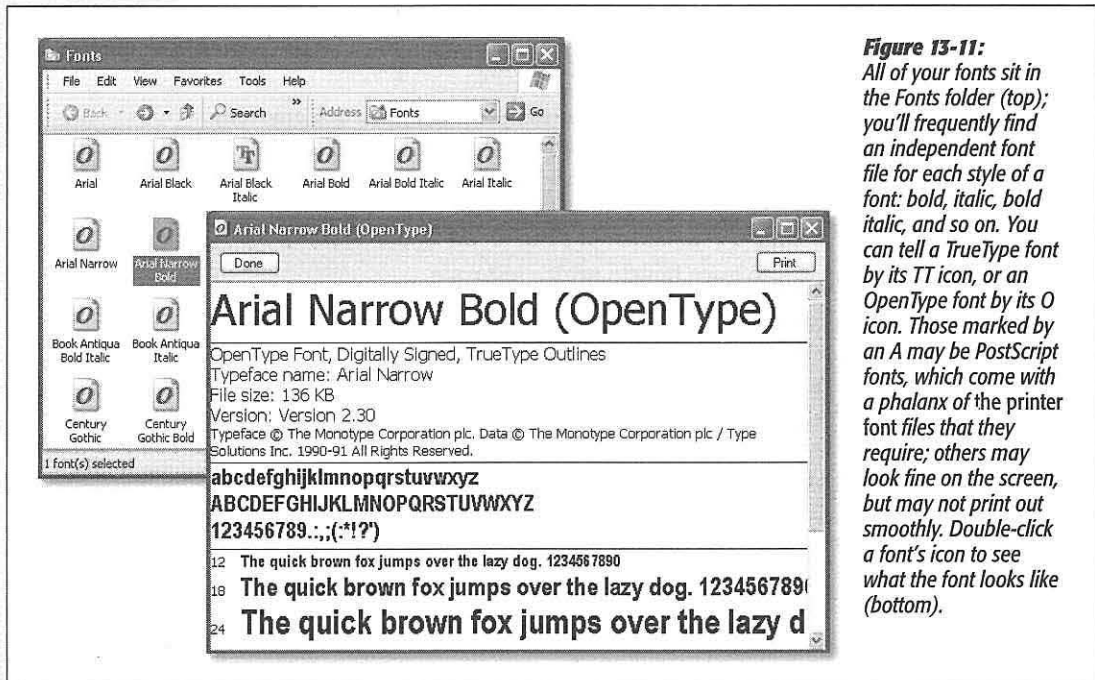 Fonts
File Edit View Favorites Tools Help
Back Search » Address Fonts Go
Arial Arial Black Arial Black Arial Bold Arial Bold Italic Arial Italic
Italic
Arial Narrow Arial Narrow
Bold
Book Antiqua Book Antiqua
Bold Italic Italic
Century Century
Gothic Gothic Bold
1 font(s) selected
Arial Narrow Bold (OpenType)
Done Print
Arial Narrow Bold (OpenType)
OpenType Font, Digitally Signed, TrueType Outlines
Typeface name: Arial Narrow
File size: 136 KB
Version: Version 2.30
Typeface © The Monotype Corporation plc. Data © The Monotype Corporation plc / Type
Solutions Inc. 1990-91 All Rights Reserved.
abcdefghijklmnopqrstuvwxyz
ABCDEFGHIJKLMNOPQRSTUVWXYZ
123456789.:,;(:*!?')
12 The quick brown fox jumps over the lazy dog. 1234567890
18 The quick brown fox jumps over the lazy dog. 123456789
24 The quick brown fox jumps over the lazy d
Figure 13-11:
All of your fonts sit in
the Fonts folder (top);
you'll frequently find
an independent font
file for each style of a
font: bold, italic, bold
italic, and so on. You
can tell a TrueType font
by its TT icon, or an
OpenType font by its O
icon. Those marked by
an A may be PostScript
fonts, which come with
a phalanx of the printer
font files that they
require; others may
look fine on the screen,
but may not print out
smoothly. Double-click
a font's icon to see
what the font looks like
(bottom).